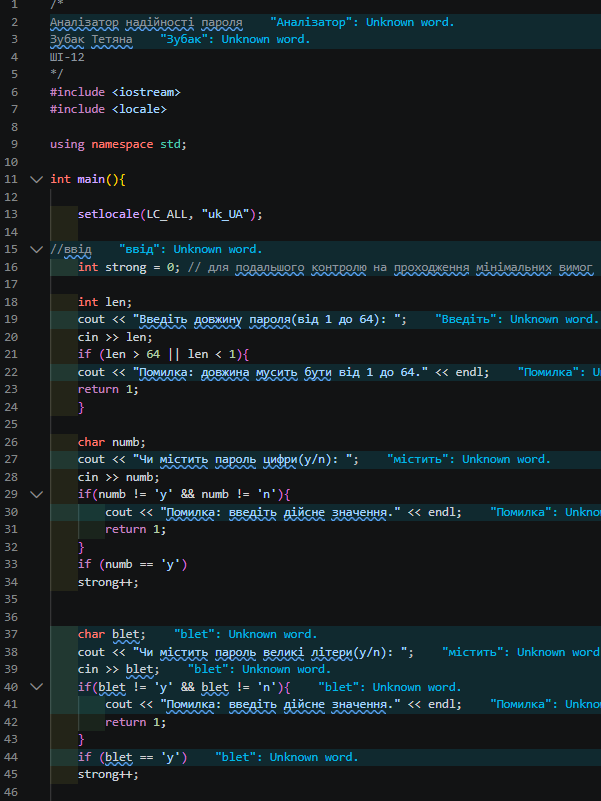 1 /*
2 Аналізатор надійності пароля "Аналізатор": Unknown word.
3 Зубак Тетяна "Зубак": Unknown word.
4 ШІ-12
5 */
6 #include <iostream>
7 #include <locale>
8
9 using namespace std;
10
11 int main(){
12
13 setlocale(LC_ALL, "uk_UA");
14
15 //ввід "ввід": Unknown word.
16 int strong = 0; // для подальшого контролю на проходження мінімальних вимог
17
18 int len;
19 cout << "Введіть довжину пароля(від 1 до 64): "; "Введіть": Unknown word.
20 cin >> len;
21 if (len > 64 || len < 1){
22 cout << "Помилка: довжина мусить бути від 1 до 64." << endl; "Помилка": U
23 return 1;
24 }
25
26 char numb;
27 cout << "Чи містить пароль цифри(y/n): "; "містить": Unknown word.
28 cin >> numb;
29 if(numb != 'y' && numb != 'n'){
30 cout << "Помилка: введіть дійсне значення." << endl; "Помилка": Unkno
31 return 1;
32 }
33 if (numb == 'y')
34 strong++;
35
36
37 char blet; "blet": Unknown word.
38 cout << "Чи містить пароль великі літери(y/n): "; "містить": Unknown word
39 cin >> blet; "blet": Unknown word.
40 if(blet != 'y' && blet != 'n'){ "blet": Unknown word.
41 cout << "Помилка: введіть дійсне значення." << endl; "Помилка": Unkno
42 return 1;
43 }
44 if (blet == 'y') "blet": Unknown word.
45 strong++;
46